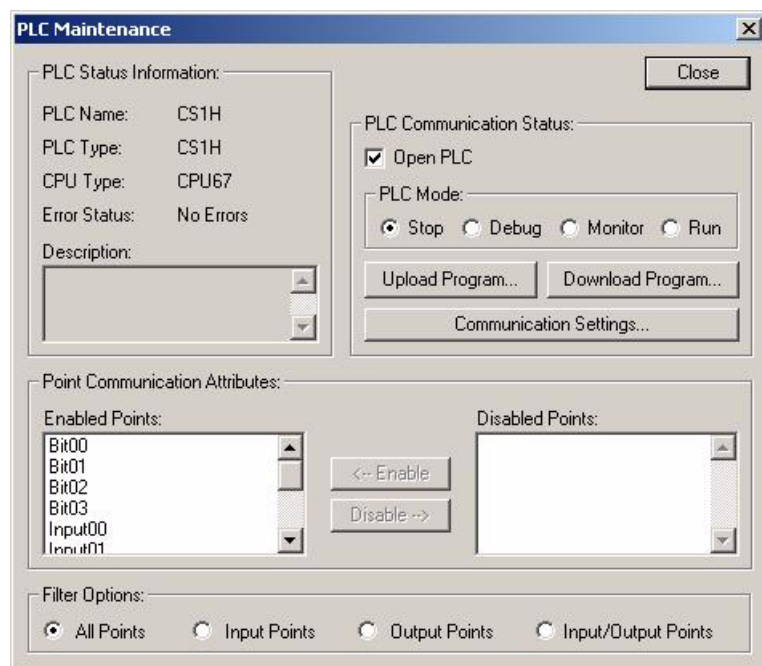 PLC Maintenance
PLC Status Information:
Close
PLC Name: CS1H
PLC Type: CS1H
CPU Type: CPU67
Error Status: No Errors
Description:
PLC Communication Status:
Open PLC
PLC Mode:
Stop Debug Monitor Run
Upload Program... Download Program...
Communication Settings...
Point Communication Attributes:
Enabled Points:
Bit00
Bit01
Bit02
Bit03
Input00
Input01
<-- Enable
Disable -->
Disabled Points:
Filter Options:
All Points Input Points Output Points Input/Output Points